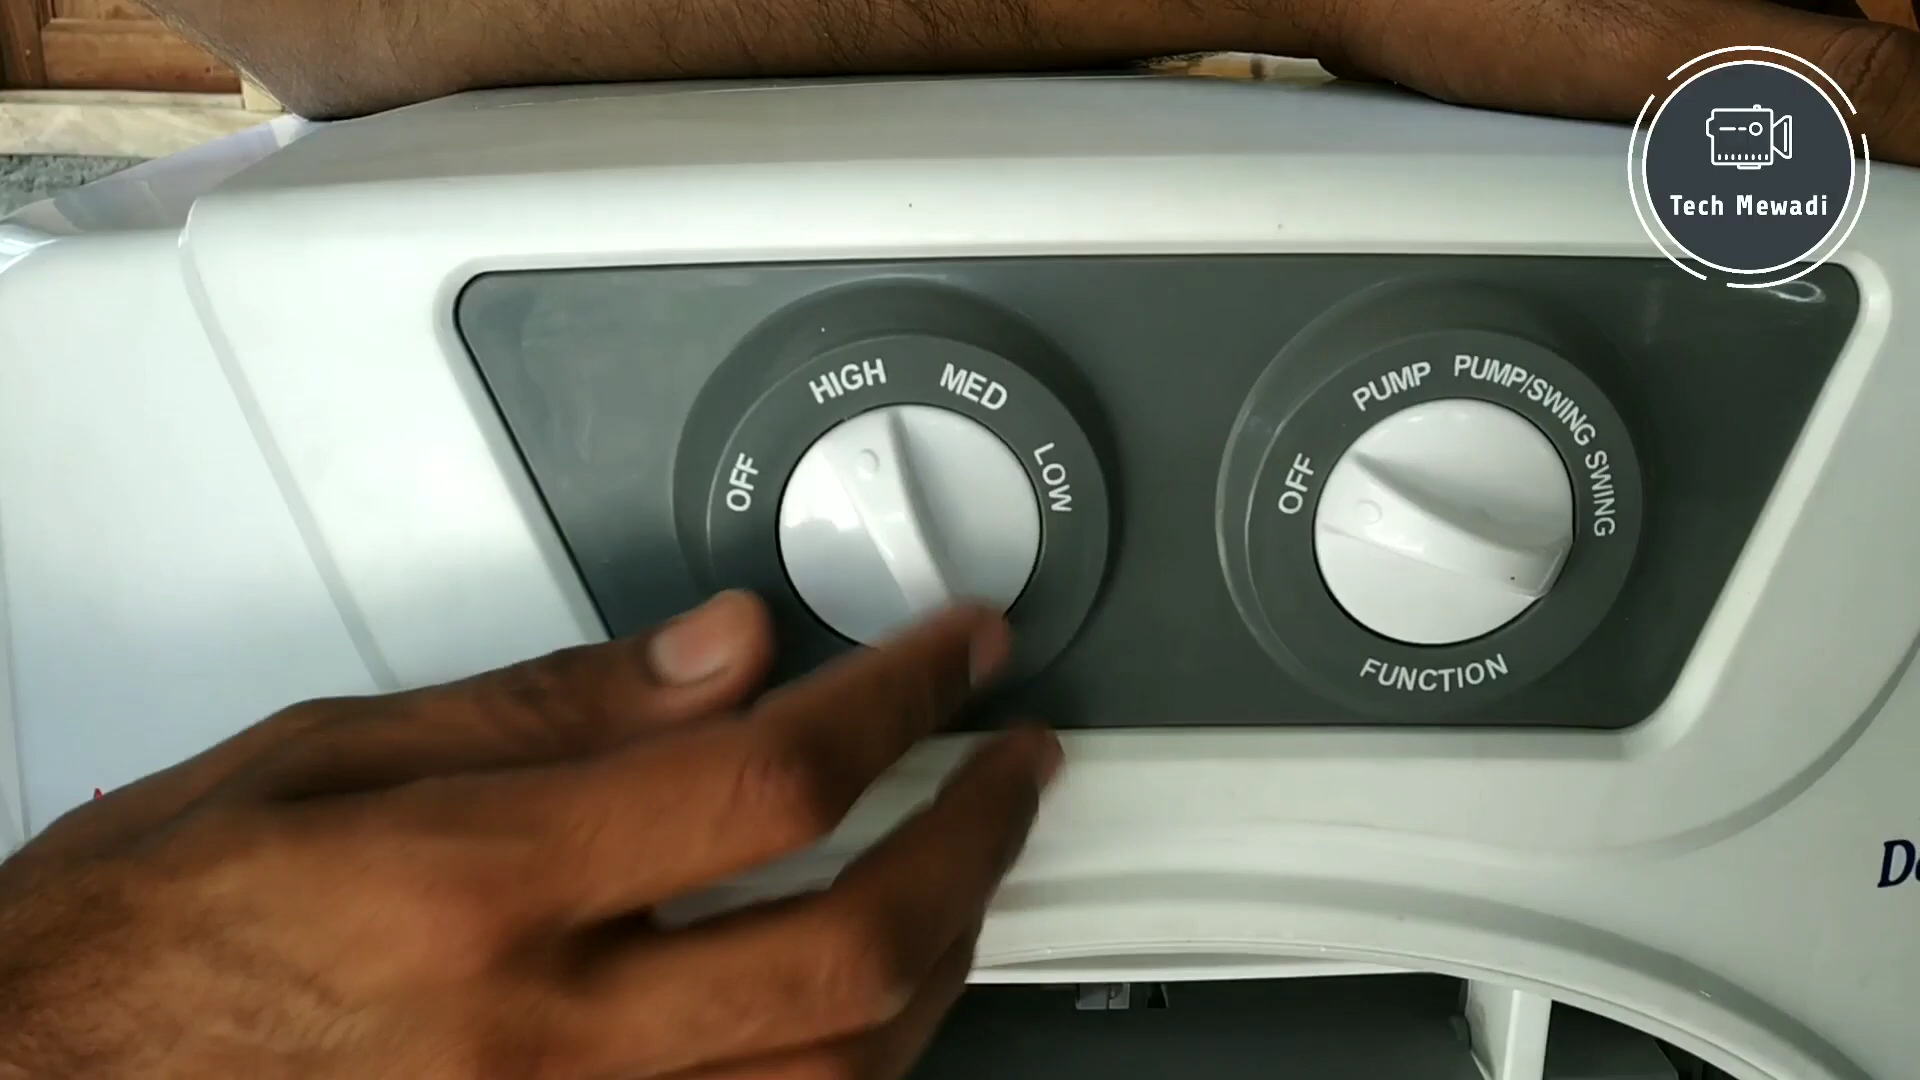 Tech Mewadi
OFF
HIGH
MED
LOW
OFF
PUMP
PUMP/SWING
SWING
FUNCTION